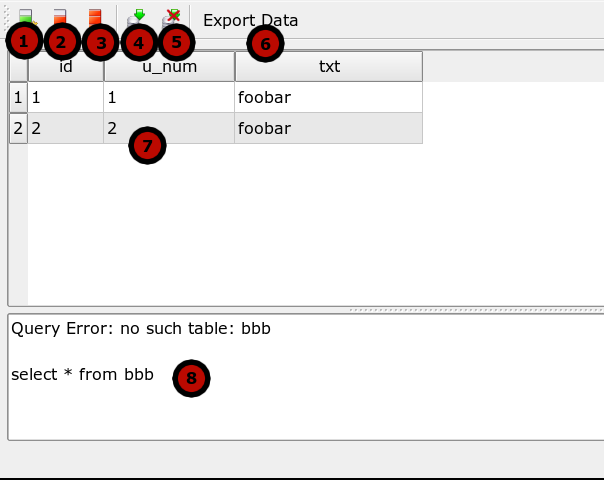 Export Data
1 2 3 4 5 6
id u_num txt
1 1 1 foobar
2 2 2 foobar
7
Query Error: no such table: bbb
select * from bbb 8